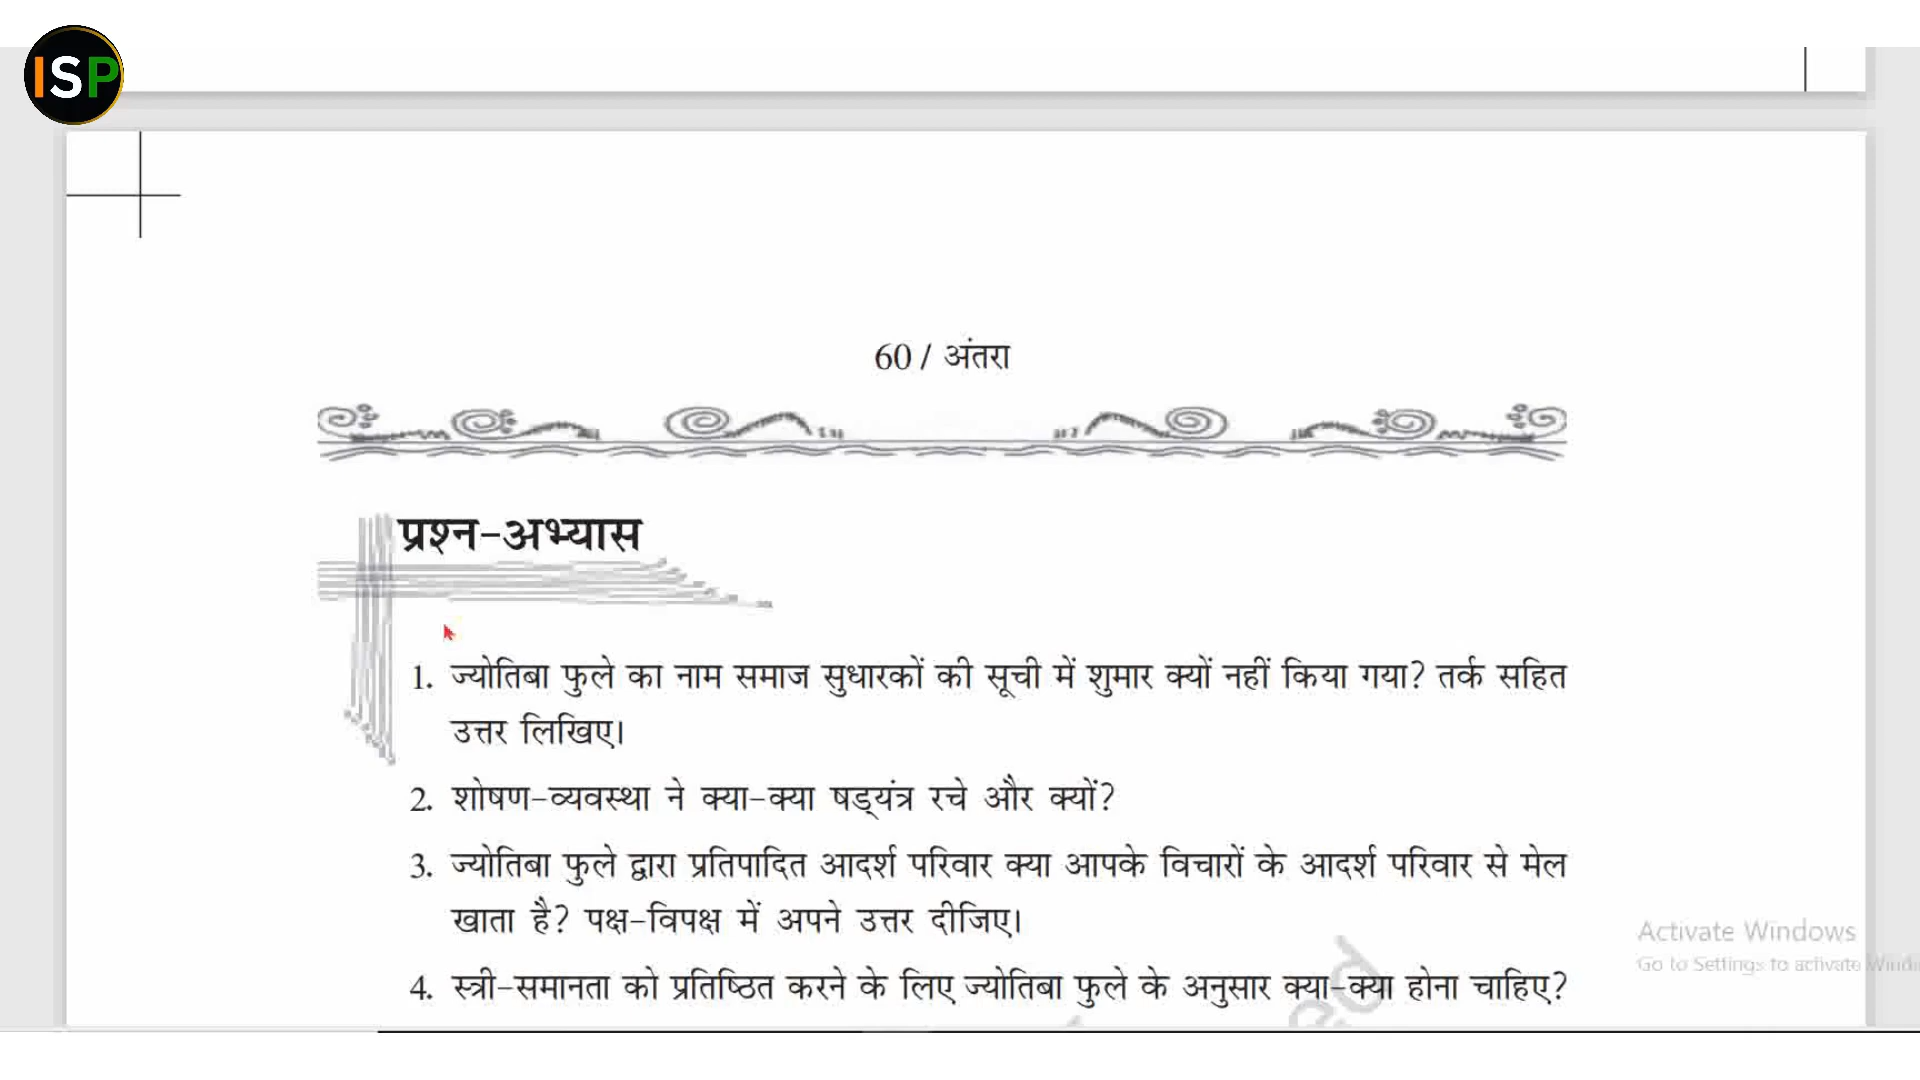 ISP
60 / अंतरा
प्रश्न-अभ्यास
1. ज्योतिबा फुले का नाम समाज सुधारकों की सूची में शुमार क्यों नहीं किया गया? तर्क सहित
उत्तर लिखिए।
2. शोषण-व्यवस्था ने क्या-क्या षड्यंत्र रचे और क्यों?
3. ज्योतिबा फुले द्वारा प्रतिपादित आदर्श परिवार क्या आपके विचारों के आदर्श परिवार से मेल
खाता है? पक्ष-विपक्ष में अपने उत्तर दीजिए।
Activate Windows
Go to Settings to activate
4. स्त्री-समानता को प्रतिष्ठित करने के लिए ज्योतिबा फुले के अनुसार क्या-क्या होना चाहिए?